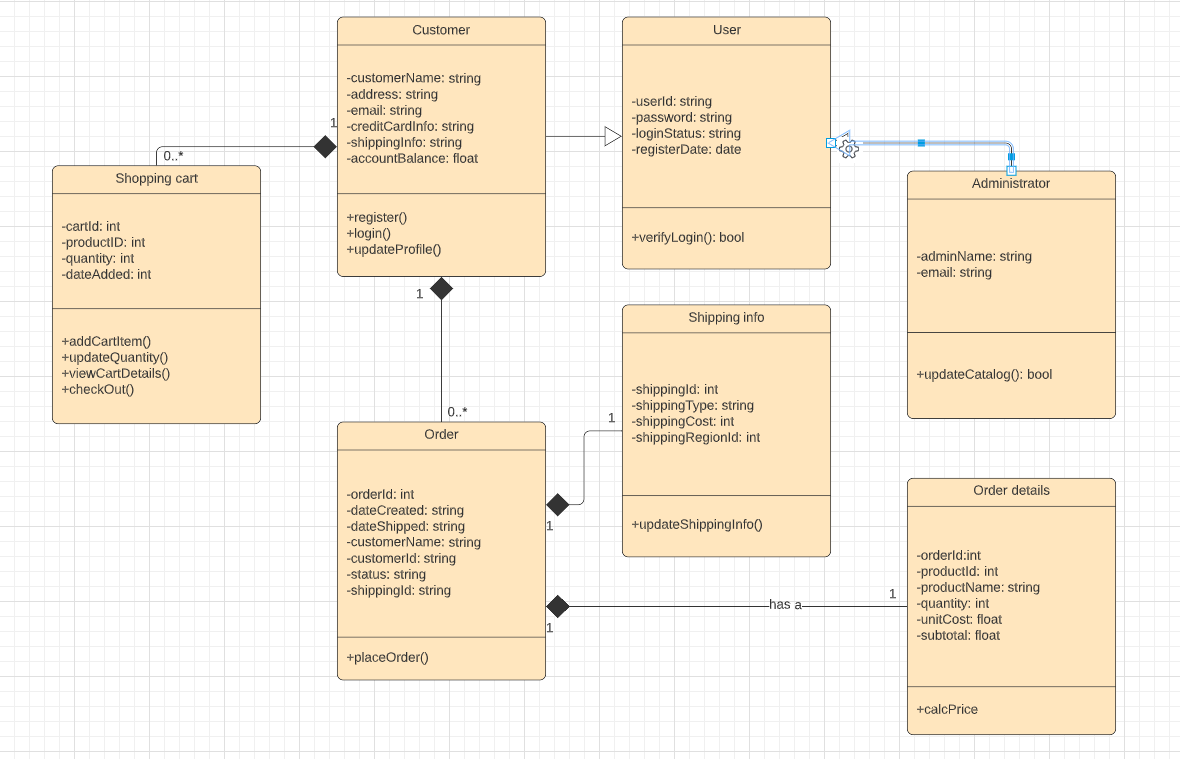 Customer
-customerName: string
-address: string
-email: string
-creditCardInfo: string
-shippingInfo: string
-accountBalance: float
+register()
+login()
+updateProfile()
User
-userId: string
-password: string
-loginStatus: string
-registerDate: date
+verifyLogin(): bool
1
0..*
Shopping cart
-cartId: int
-productID: int
-quantity: int
-dateAdded: int
+addCartItem()
+updateQuantity()
+viewCartDetails()
+checkOut()
Administrator
-adminName: string
-email: string
+updateCatalog(): bool
1
0..*
Shipping info
-shippingId: int
-shippingType: string
-shippingCost: int
-shippingRegionId: int
+updateShippingInfo()
1
1
Order
-orderId: int
-dateCreated: string
-dateShipped: string
-customerName: string
-customerId: string
-status: string
-shippingId: string
+placeOrder()
1
has a
1
Order details
-orderId:int
-productId: int
-productName: string
-quantity: int
-unitCost: float
-subtotal: float
+calcPrice